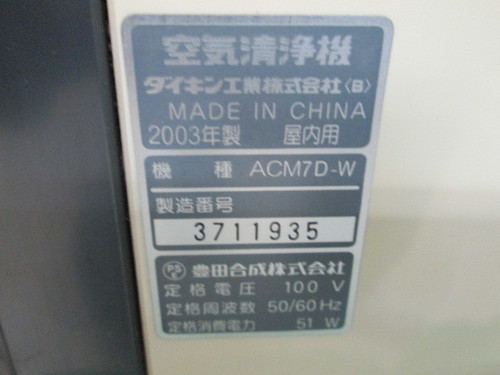 空気清浄機
ダイキン工業株式会社〈B〉
MADE IN CHINA
2003年製 屋内用
機種 ACM7D-W
製造番号
3711935
PSE 豊田合成株式会社
定格電圧 100 V
定格周波数 50/60 Hz
定格消費電力 51 W